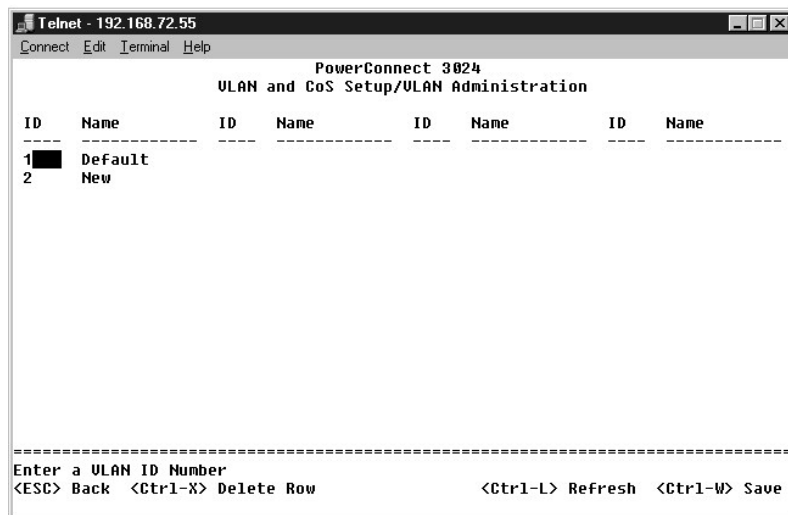 Telnet - 192.168.72.55
Connect Edit Terminal Help
PowerConnect 3024
VLAN and CoS Setup/VLAN Administration
ID Name ID Name ID Name ID Name
---- ------------ ---- ------------ ---- ------------ ---- ------------
1 Default
2 New
================================================================================
Enter a VLAN ID Number
<ESC> Back <Ctrl-X> Delete Row <Ctrl-L> Refresh <Ctrl-W> Save